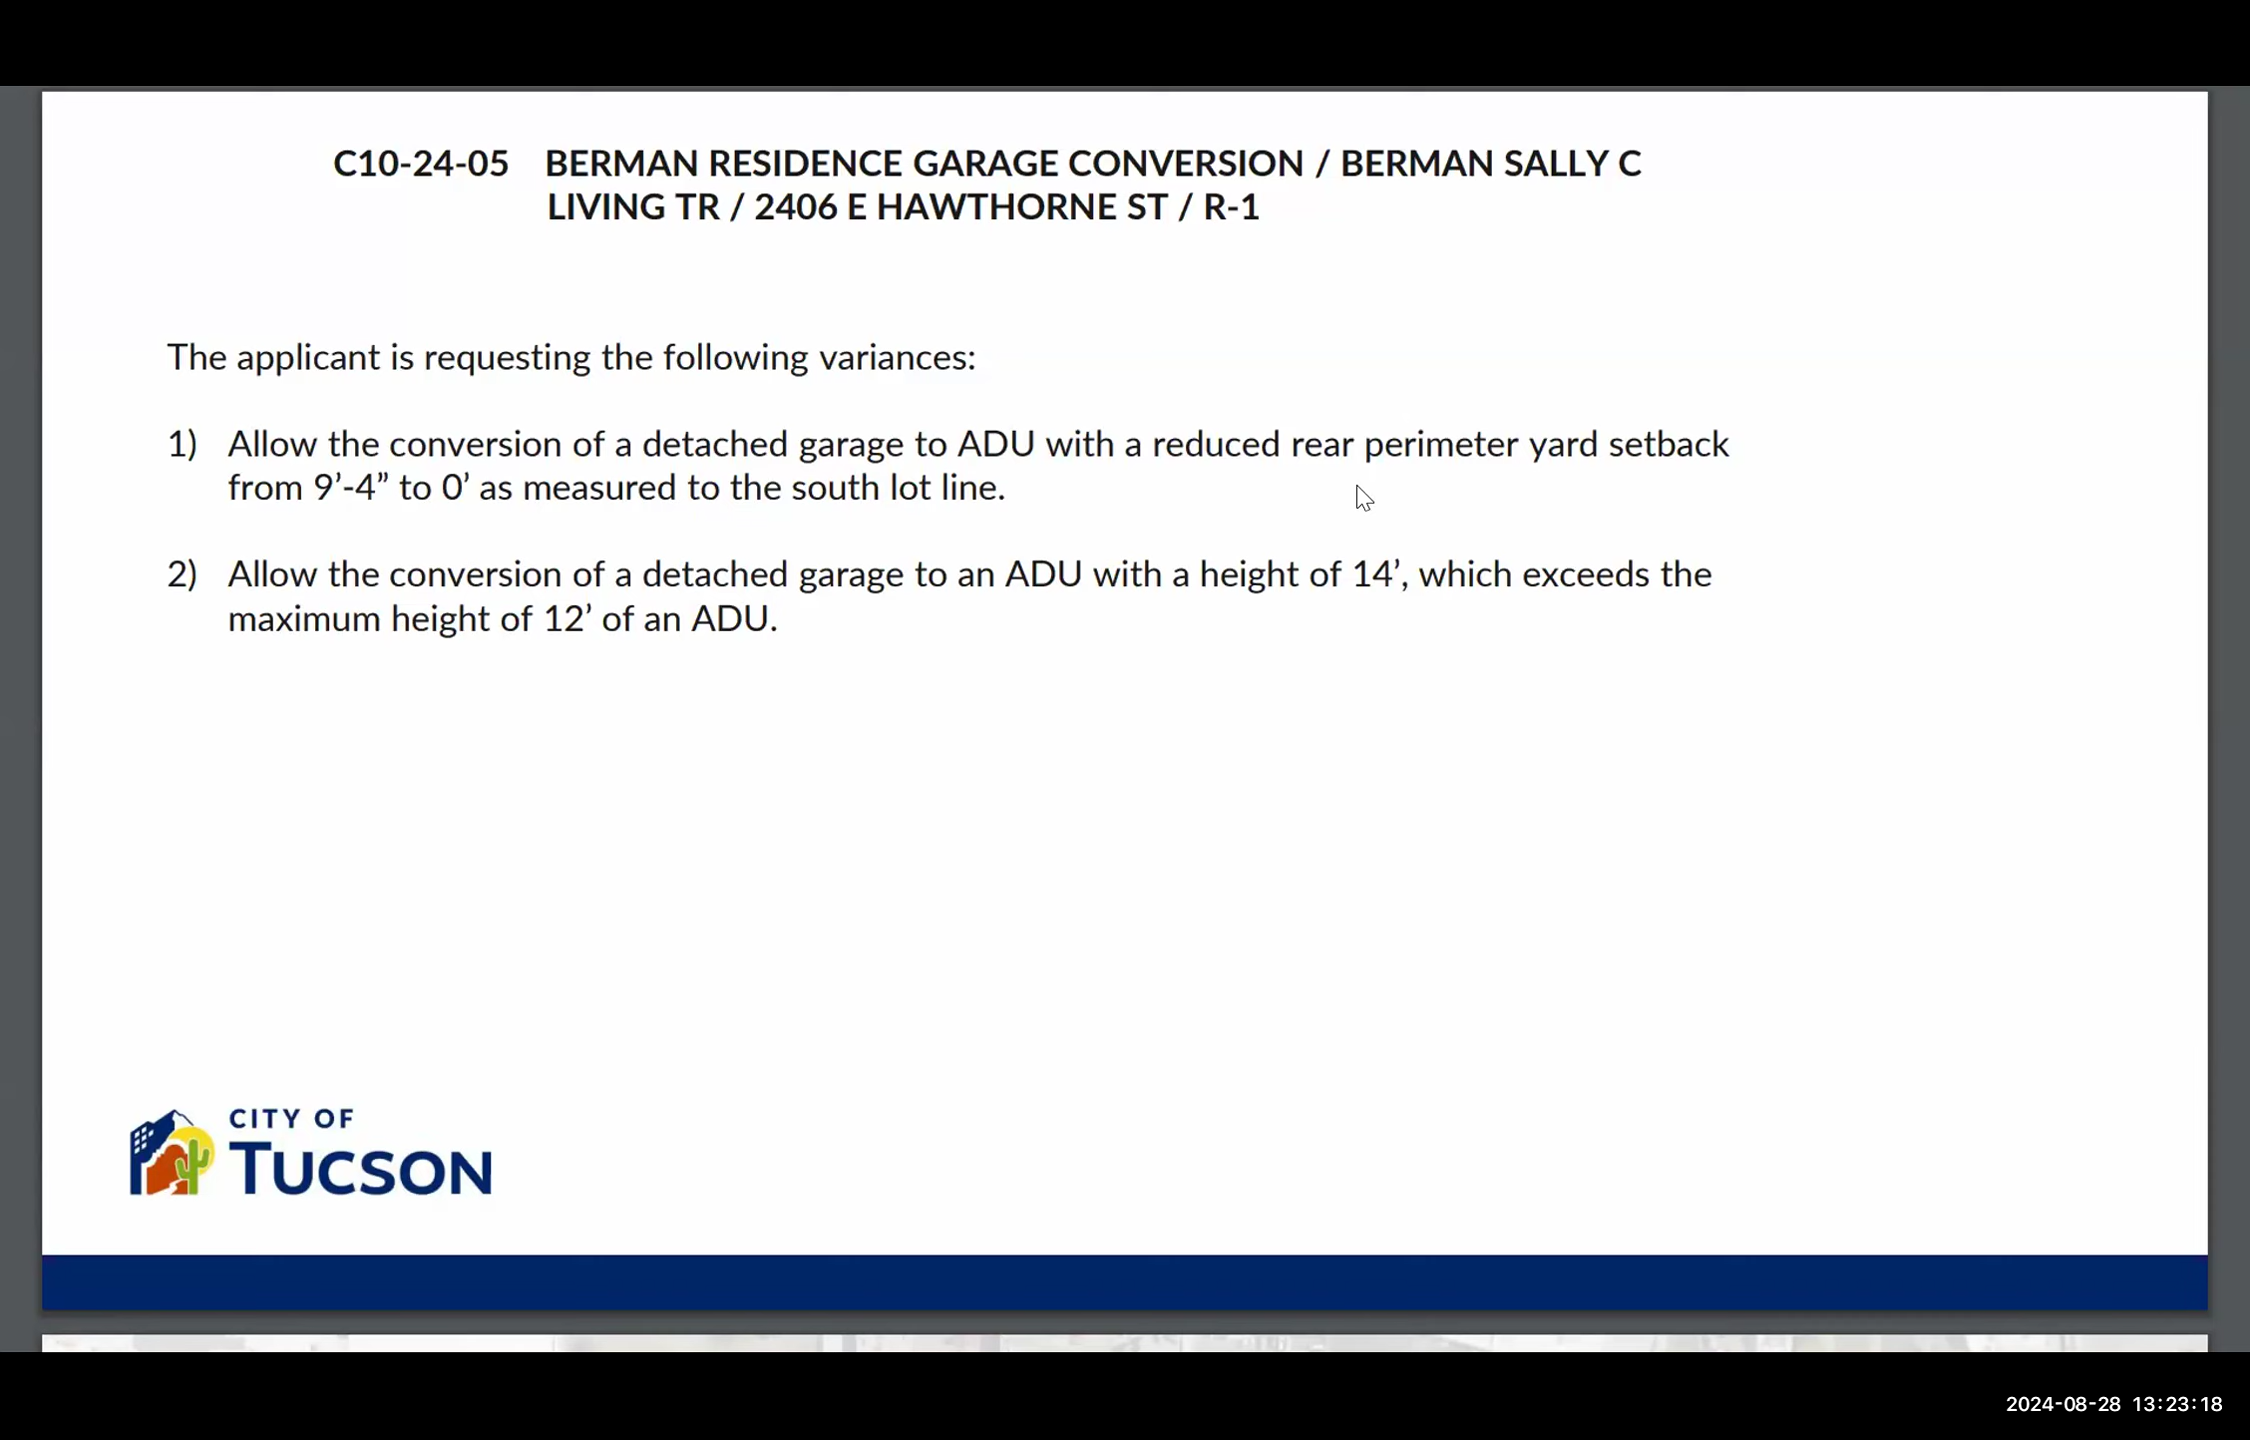 C10-24-05 BERMAN RESIDENCE GARAGE CONVERSION / BERMAN SALLY C
LIVING TR / 2406 E HAWTHORNE ST / R-1
The applicant is requesting the following variances:
1) Allow the conversion of a detached garage to ADU with a reduced rear perimeter yard setback
from 9’-4” to 0’ as measured to the south lot line.
2) Allow the conversion of a detached garage to an ADU with a height of 14’, which exceeds the
maximum height of 12’ of an ADU.
CITY OF
TUCSON
2024-08-28 13:23:18